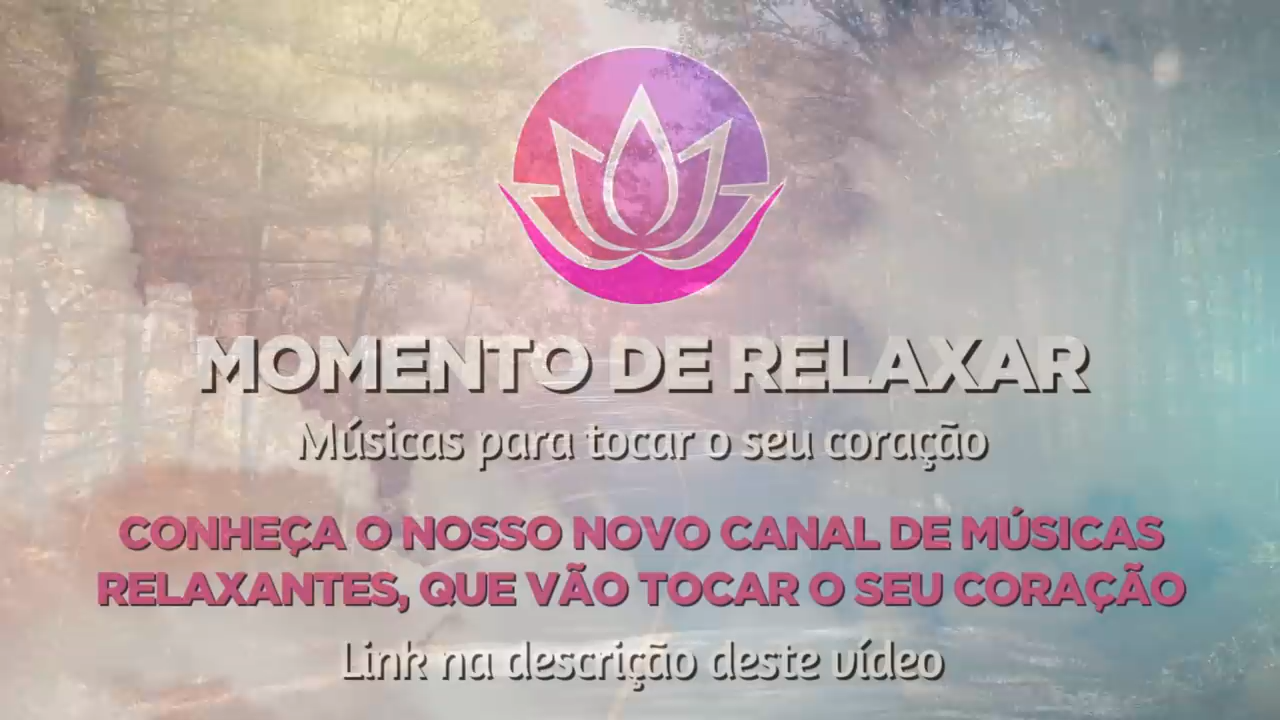 MOMENTO DE RELAXAR
Músicas para tocar o seu coração
CONHEÇA O NOSSO NOVO CANAL DE MÚSICAS
RELAXANTES, QUE VÃO TOCAR O SEU CORAÇÃO
Link na descrição deste vídeo